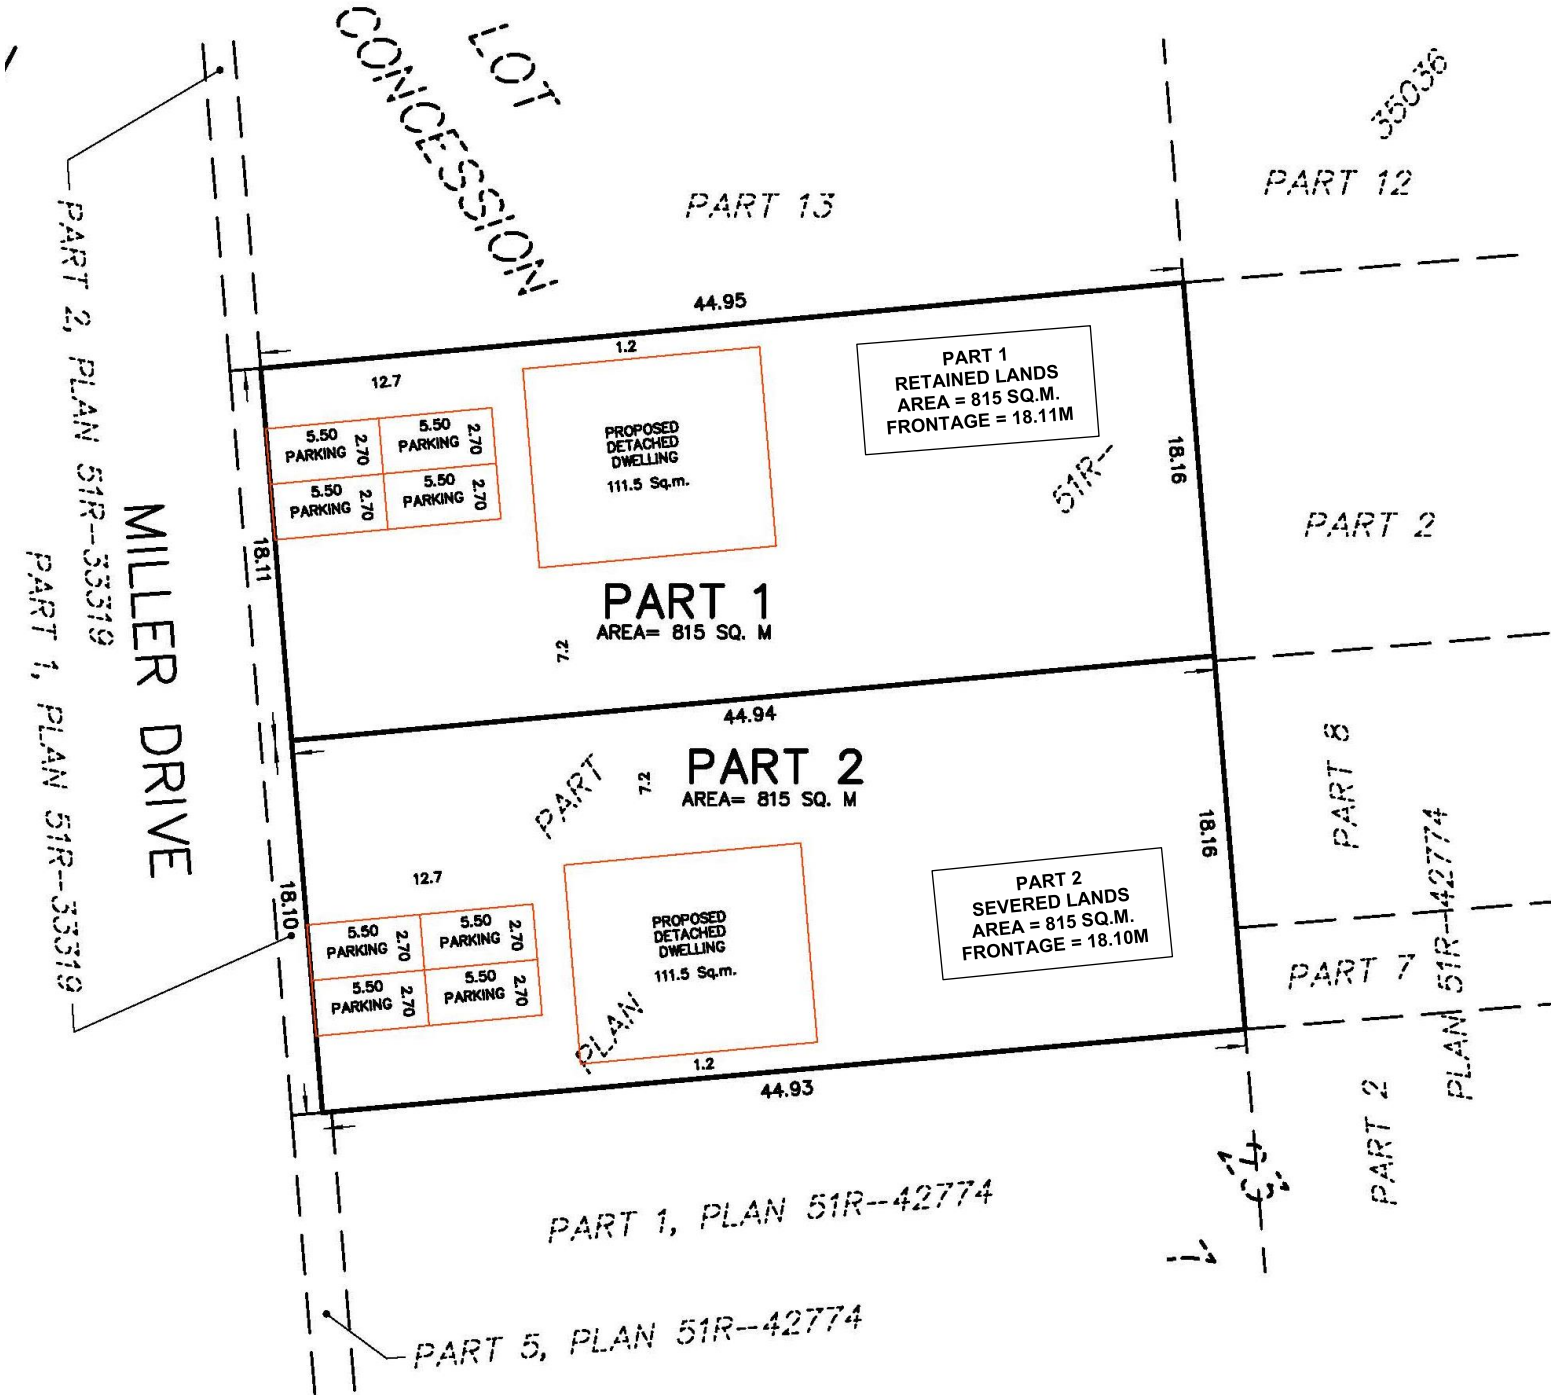 LOT
CONCESSION
35036
PART 12
PART 13
PART 2, PLAN 51R-33319
PART 1, PLAN 51R-33319
MILLER DRIVE
44.95
1.2
12.7
PART 1
RETAINED LANDS
AREA = 815 SQ.M.
FRONTAGE = 18.11M
5.50
PARKING
2.70
5.50
PARKING
2.70
5.50
PARKING
2.70
5.50
PARKING
2.70
PROPOSED
DETACHED
DWELLING
111.5 Sq.m.
18.16
51R-
PART 2
18.11
PART 1
AREA= 815 SQ. M
7.2
44.94
PART 2
AREA= 815 SQ. M
7.2
PART
PART 8
18.16
12.7
18.10
5.50
PARKING
2.70
5.50
PARKING
2.70
5.50
PARKING
2.70
5.50
PARKING
2.70
PROPOSED
DETACHED
DWELLING
111.5 Sq.m.
PLAN
PART 2
SEVERED LANDS
AREA = 815 SQ.M.
FRONTAGE = 18.10M
PART 7
PLAN 51R-42774
1.2
44.93
PART 2
PART 1, PLAN 51R-42774
1
PART 5, PLAN 51R-42774